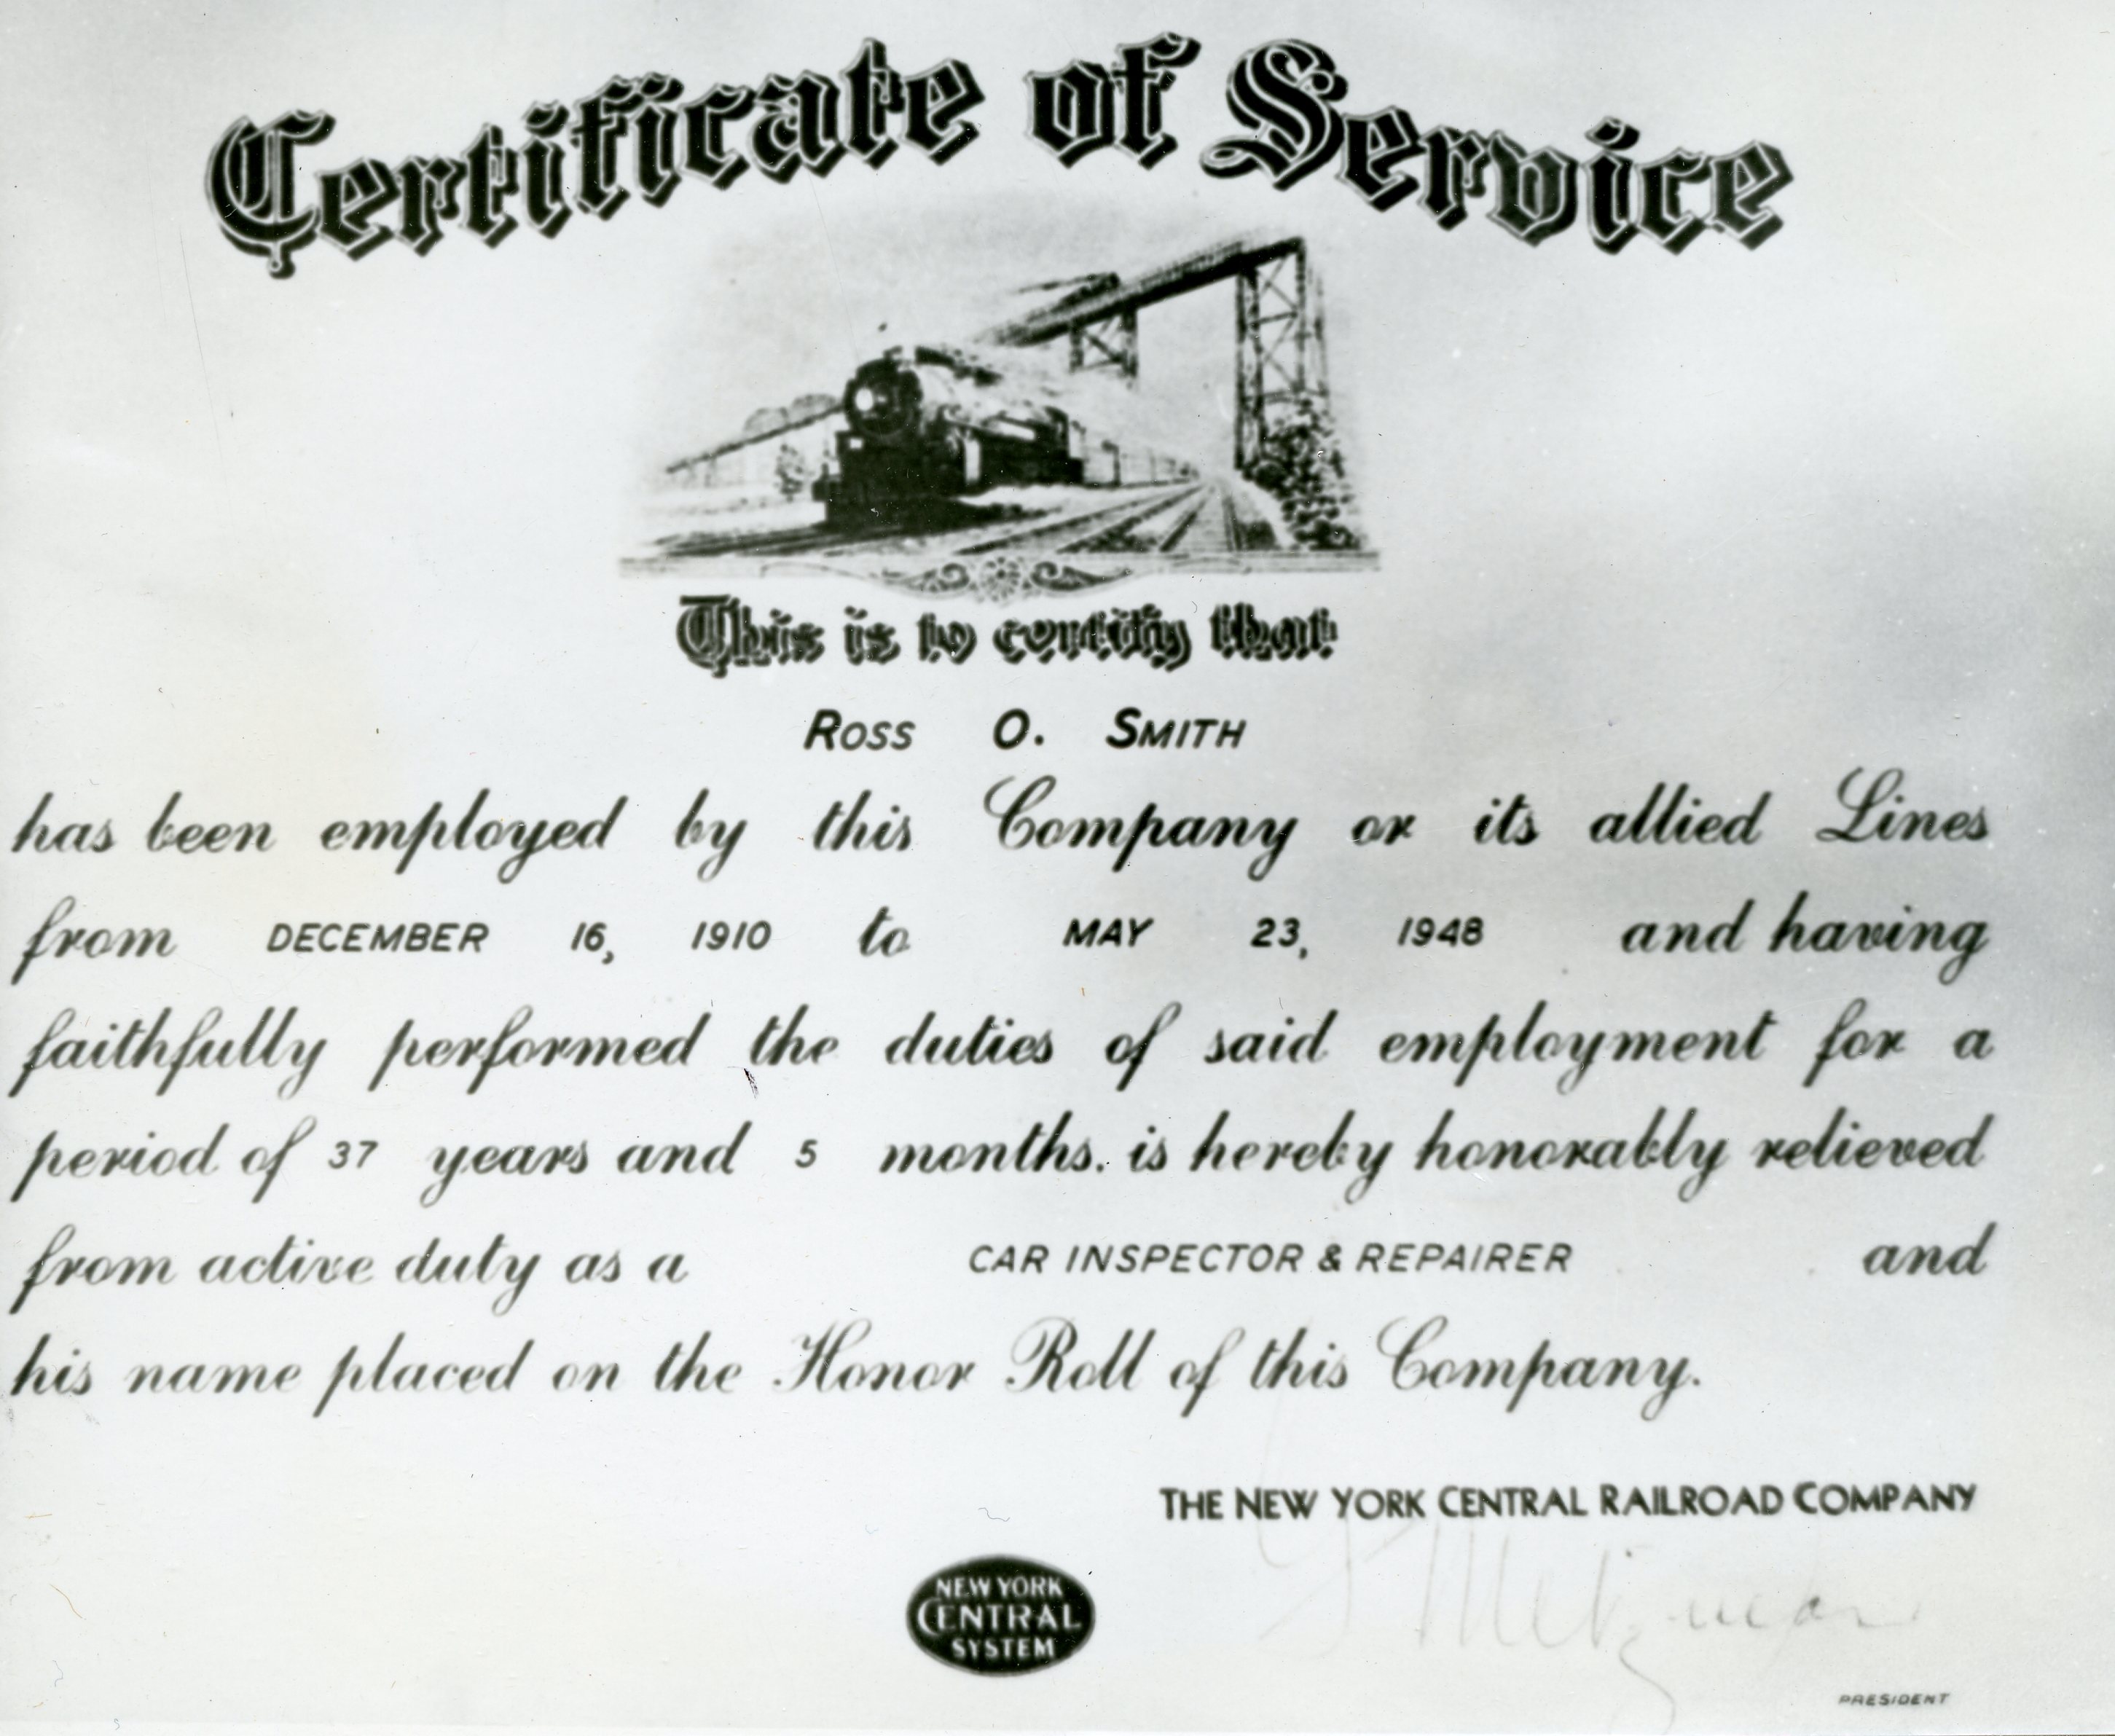 Certificate of Service
This is to certify that
ROSS O. SMITH
has been employed by this Company or its allied Lines
from DECEMBER 16, 1910 to MAY 23, 1948 and having
faithfully performed the duties of said employment for a
period of 37 years and 5 months. is hereby honorably relieved
from active duty as a CAR INSPECTOR & REPAIRER and
his name placed on the Honor Roll of this Company.
THE NEW YORK CENTRAL RAILROAD COMPANY
NEW YORK
CENTRAL
SYSTEM
Metzman
PRESIDENT